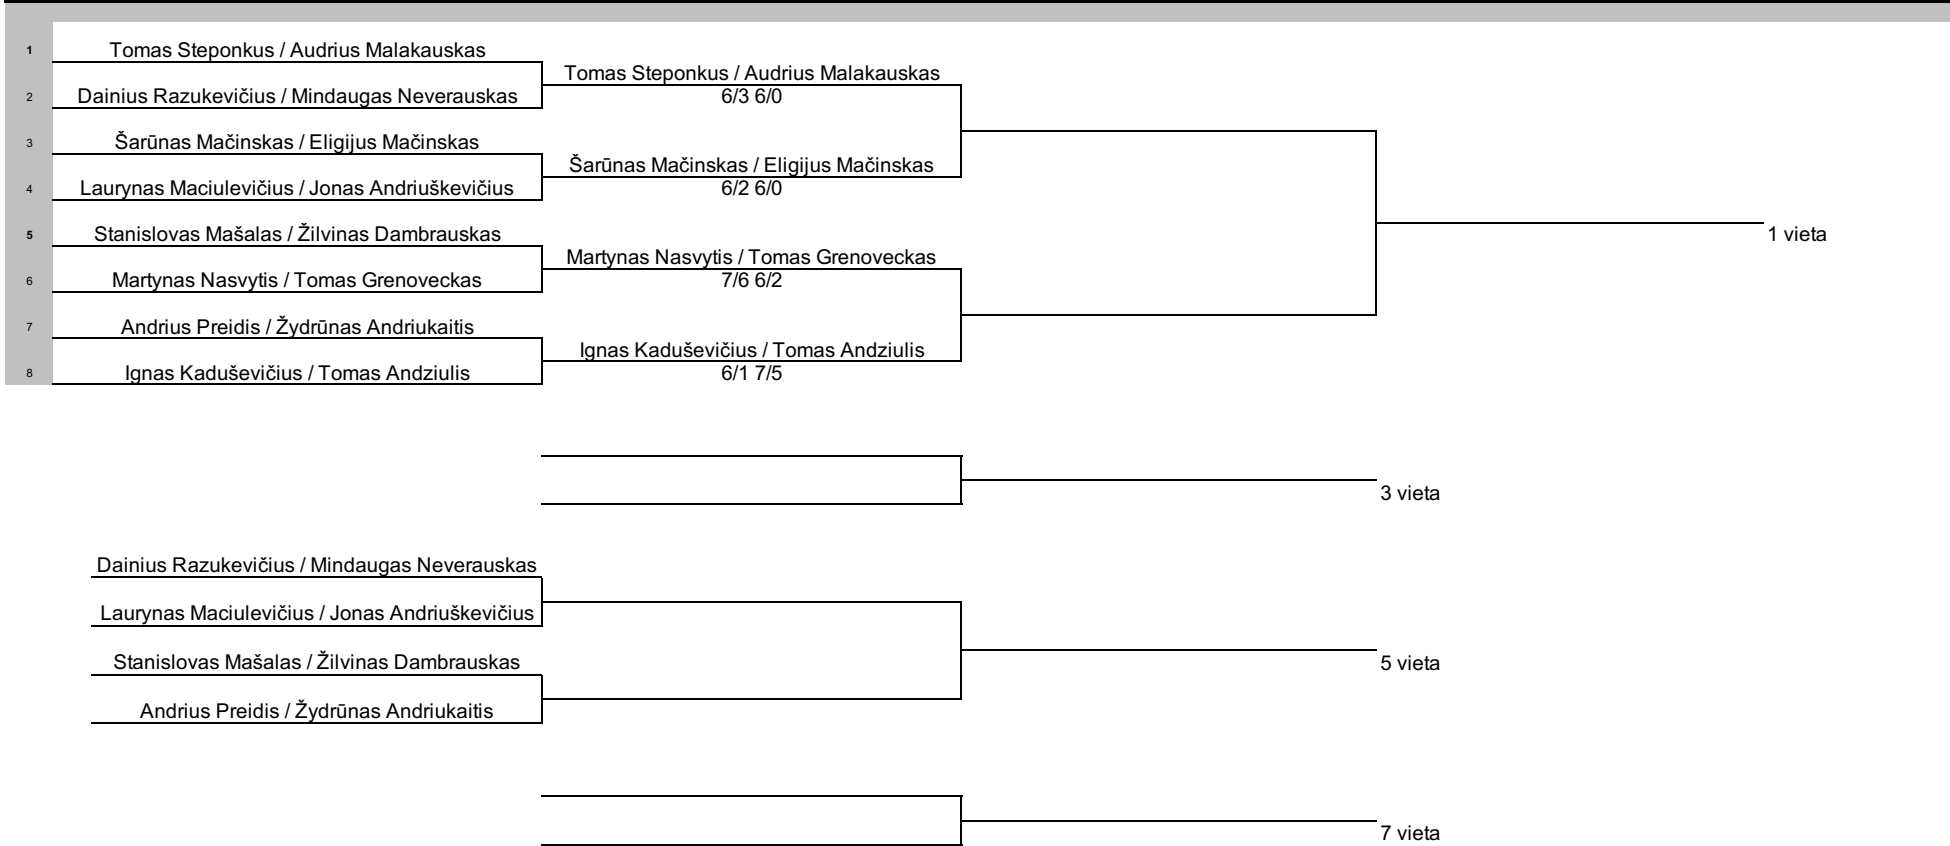 1 Tomas Steponkus / Audrius Malakauskas
Tomas Steponkus / Audrius Malakauskas
2 Dainius Razukevičius / Mindaugas Neverauskas 6/3 6/0
3 Šarūnas Mačinskas / Eligijus Mačinskas
Šarūnas Mačinskas / Eligijus Mačinskas
4 Laurynas Maciulevičius / Jonas Andriuškevičius 6/2 6/0
5 Stanislovas Mašalas / Žilvinas Dambrauskas 1 vieta
Martynas Nasvytis / Tomas Grenoveckas
6 Martynas Nasvytis / Tomas Grenoveckas 7/6 6/2
7 Andrius Preidis / Žydrūnas Andriukaitis
Ignas Kaduševičius / Tomas Andziulis
8 Ignas Kaduševičius / Tomas Andziulis 6/1 7/5
3 vieta
Dainius Razukevičius / Mindaugas Neverauskas
Laurynas Maciulevičius / Jonas Andriuškevičius
Stanislovas Mašalas / Žilvinas Dambrauskas 5 vieta
Andrius Preidis / Žydrūnas Andriukaitis
7 vieta